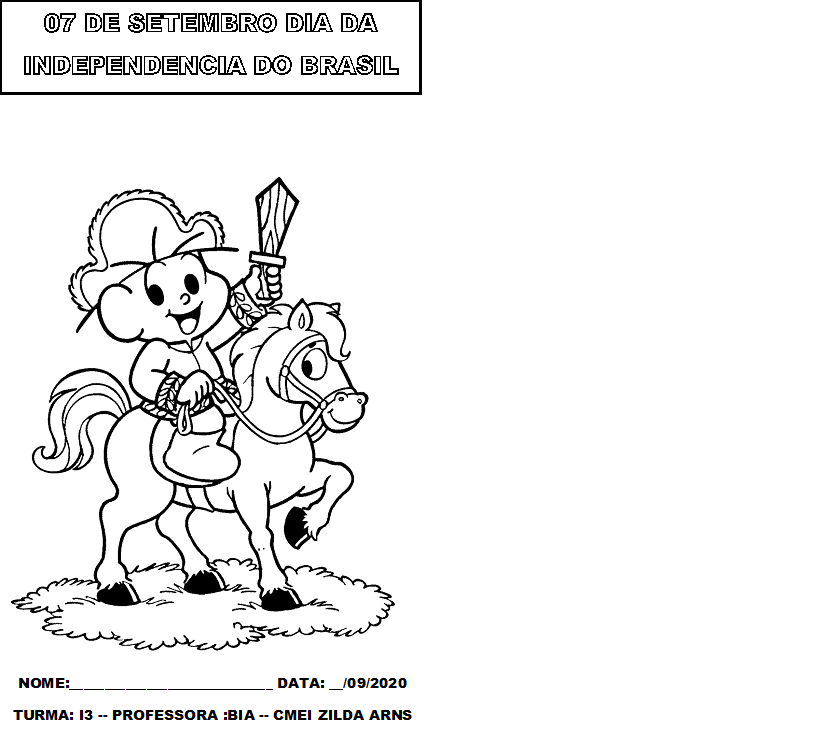 07 DE SETEMBRO DIA DA
INDEPENDENCIA DO BRASIL
NOME:__________________________ DATA: __/09/2020
TURMA: I3 -- PROFESSORA :BIA -- CMEI ZILDA ARNS